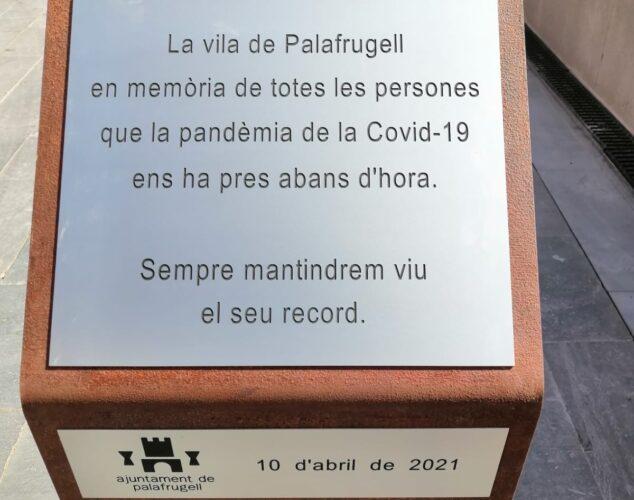 La vila de Palafrugell
en memòria de totes les persones
que la pandèmia de la Covid-19
ens ha pres abans d'hora.
Sempre mantindrem viu
el seu record.
ajuntament de
palafrugell
10 d'abril de 2021